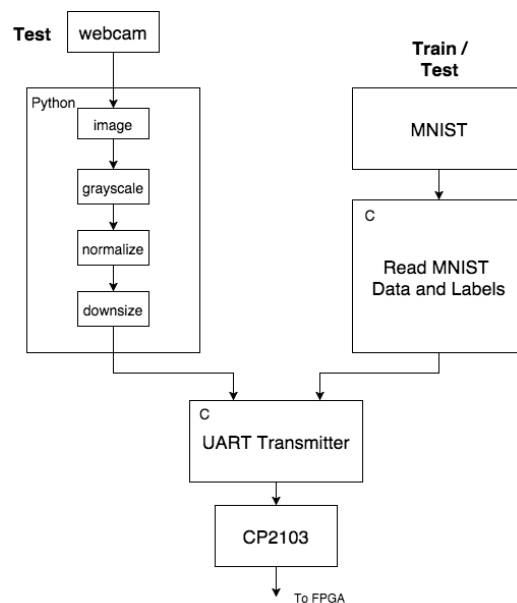 Test
webcam
Python
image
grayscale
normalize
downsize
Train /
Test
MNIST
C
Read MNIST
Data and Labels
C
UART Transmitter
CP2103
To FPGA